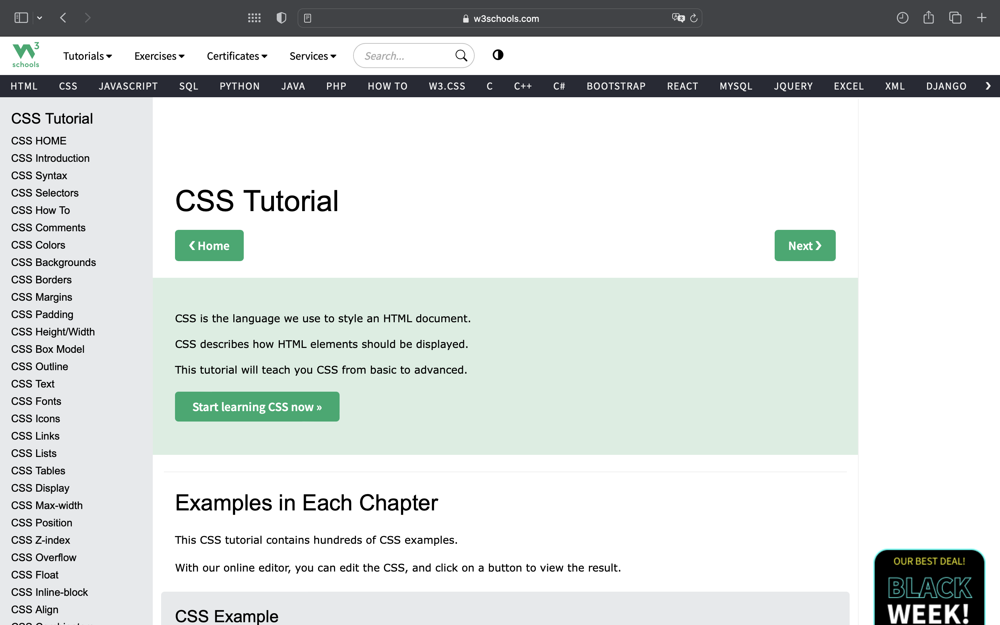 w3schools.com
W3
schools
Tutorials
Exercises
Certificates
Services
Search...
HTML
CSS
JAVASCRIPT
SQL
PYTHON
JAVA
PHP
HOW TO
W3.CSS
C
C++
C#
BOOTSTRAP
REACT
MYSQL
JQUERY
EXCEL
XML
DJANGO
❯
CSS Tutorial
CSS HOME
CSS Introduction
CSS Syntax
CSS Selectors
CSS How To
CSS Comments
CSS Colors
CSS Backgrounds
CSS Borders
CSS Margins
CSS Padding
CSS Height/Width
CSS Box Model
CSS Outline
CSS Text
CSS Fonts
CSS Icons
CSS Links
CSS Lists
CSS Tables
CSS Display
CSS Max-width
CSS Position
CSS Z-index
CSS Overflow
CSS Float
CSS Inline-block
CSS Align
CSS Tutorial
❮ Home
Next ❯
CSS is the language we use to style an HTML document.
CSS describes how HTML elements should be displayed.
This tutorial will teach you CSS from basic to advanced.
Start learning CSS now »
Examples in Each Chapter
This CSS tutorial contains hundreds of CSS examples.
With our online editor, you can edit the CSS, and click on a button to view the result.
CSS Example
OUR BEST DEAL!
BLACK
WEEK!